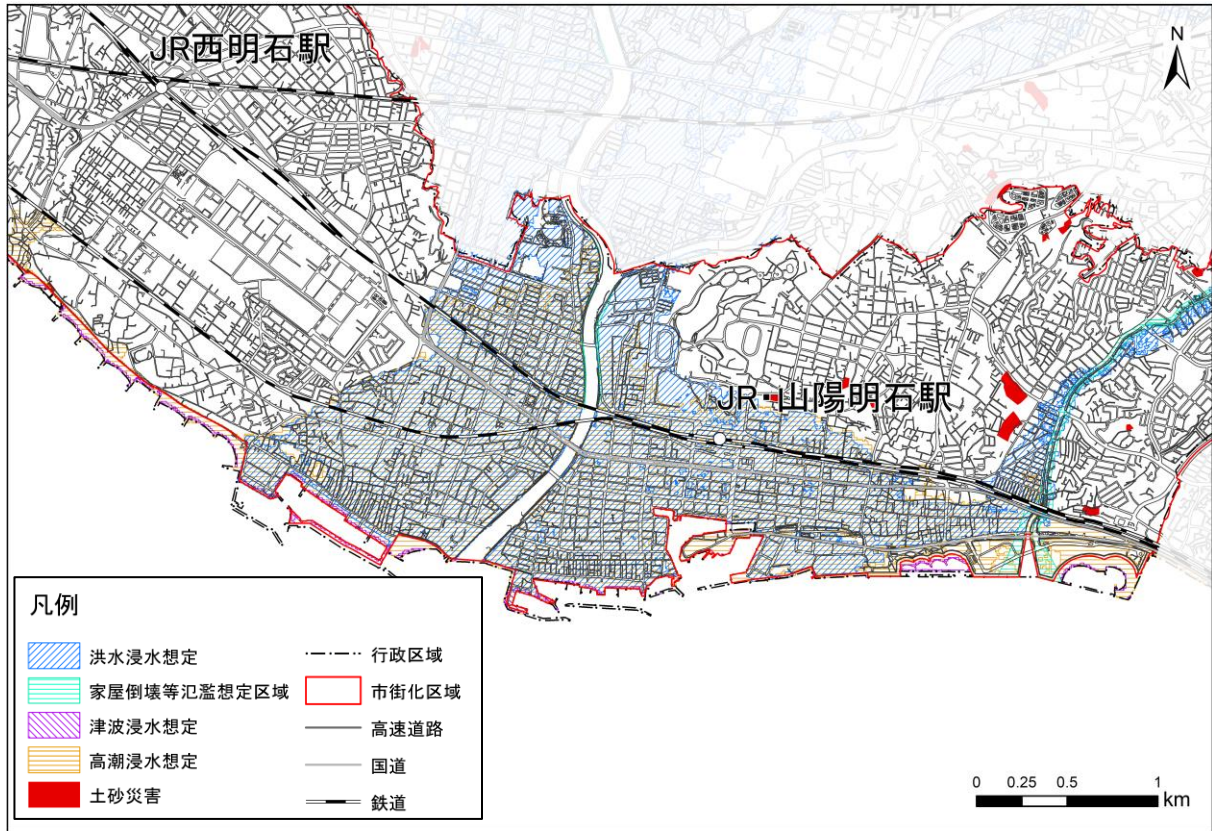 明石
JR西明石駅
N
JR・山陽明石駅
凡例
洪水浸水想定
家屋倒壊等氾濫想定区域
津波浸水想定
高潮浸水想定
土砂災害
行政区域
市街化区域
高速道路
国道
鉄道
0 0.25 0.5 1
km